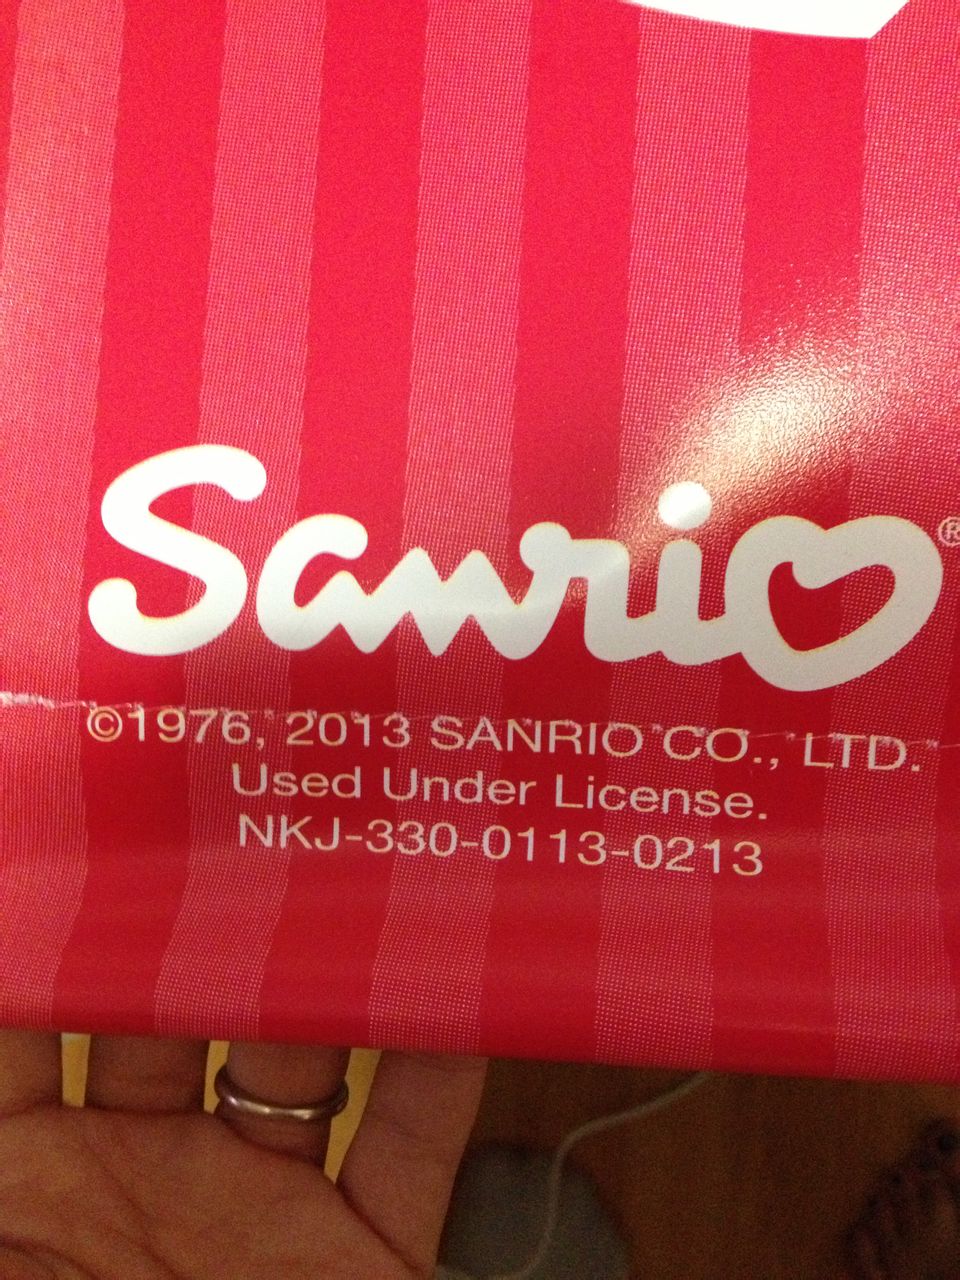 Sanrio®
©1976, 2013 SANRIO CO., LTD.
Used Under License.
NKJ-330-0113-0213